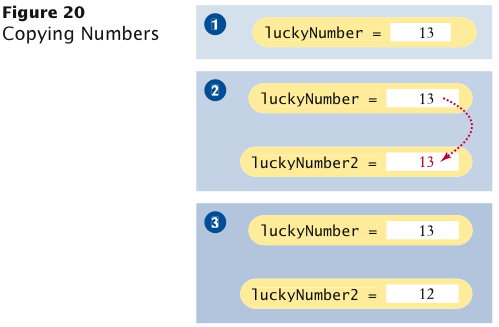 Figure 20
Copying Numbers
1
luckyNumber = 13
2
luckyNumber = 13
luckyNumber2 = 13
3
luckyNumber = 13
luckyNumber2 = 12